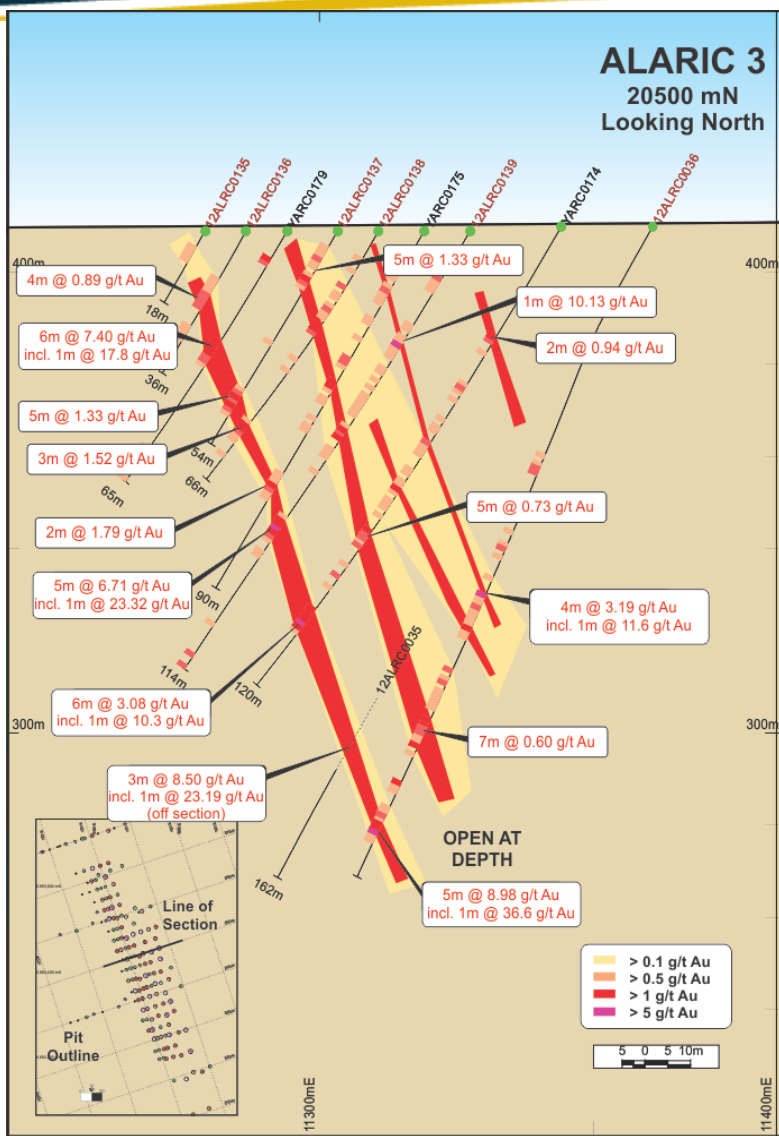 ALARIC 3
20500 mN
Looking North
12ALRC0135
12ALRC0136
YARC0179
12ALRC0137
12ALRC0138
YARC0175
12ALRC0139
YARC0174
12ALRC0036
400m
400m
4m @ 0.89 g/t Au
5m @ 1.33 g/t Au
18m
1m @ 10.13 g/t Au
6m @ 7.40 g/t Au
incl. 1m @ 17.8 g/t Au
2m @ 0.94 g/t Au
36m
5m @ 1.33 g/t Au
3m @ 1.52 g/t Au
54m
66m
65m
2m @ 1.79 g/t Au
5m @ 0.73 g/t Au
5m @ 6.71 g/t Au
incl. 1m @ 23.32 g/t Au
90m
4m @ 3.19 g/t Au
incl. 1m @ 11.6 g/t Au
114m
120m
12ALRC0035
6m @ 3.08 g/t Au
incl. 1m @ 10.3 g/t Au
300m
300m
7m @ 0.60 g/t Au
3m @ 8.50 g/t Au
incl. 1m @ 23.19 g/t Au
(off section)
OPEN AT
DEPTH
162m
5m @ 8.98 g/t Au
incl. 1m @ 36.6 g/t Au
Line of
Section
Pit
Outline
> 0.1 g/t Au
> 0.5 g/t Au
> 1 g/t Au
> 5 g/t Au
5 0 5 10m
11300mE
11400mE